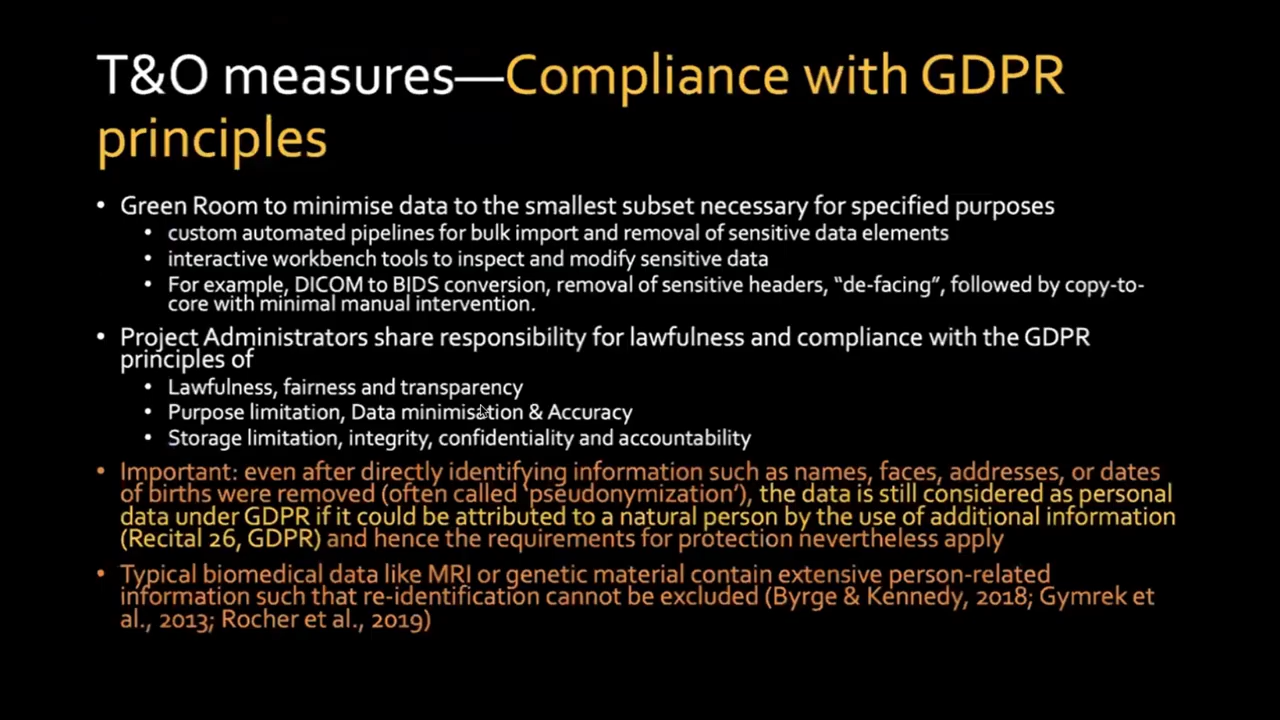 T&O measures—Compliance with GDPR
principles
• Green Room to minimise data to the smallest subset necessary for specified purposes
• custom automated pipelines for bulk import and removal of sensitive data elements
• interactive workbench tools to inspect and modify sensitive data
• For example, DICOM to BIDS conversion, removal of sensitive headers, “de-facing”, followed by copy-to-
core with minimal manual intervention.
• Project Administrators share responsibility for lawfulness and compliance with the GDPR
principles of
• Lawfulness, fairness and transparency
• Purpose limitation, Data minimisation & Accuracy
• Storage limitation, integrity, confidentiality and accountability
• Important: even after directly identifying information such as names, faces, addresses, or dates
of births were removed (often called ‘pseudonymization’), the data is still considered as personal
data under GDPR if it could be attributed to a natural person by the use of additional information
(Recital 26, GDPR) and hence the requirements for protection nevertheless apply
• Typical biomedical data like MRI or genetic material contain extensive person-related
information such that re-identification cannot be excluded (Byrge & Kennedy, 2018; Gymrek et
al., 2013; Rocher et al., 2019)